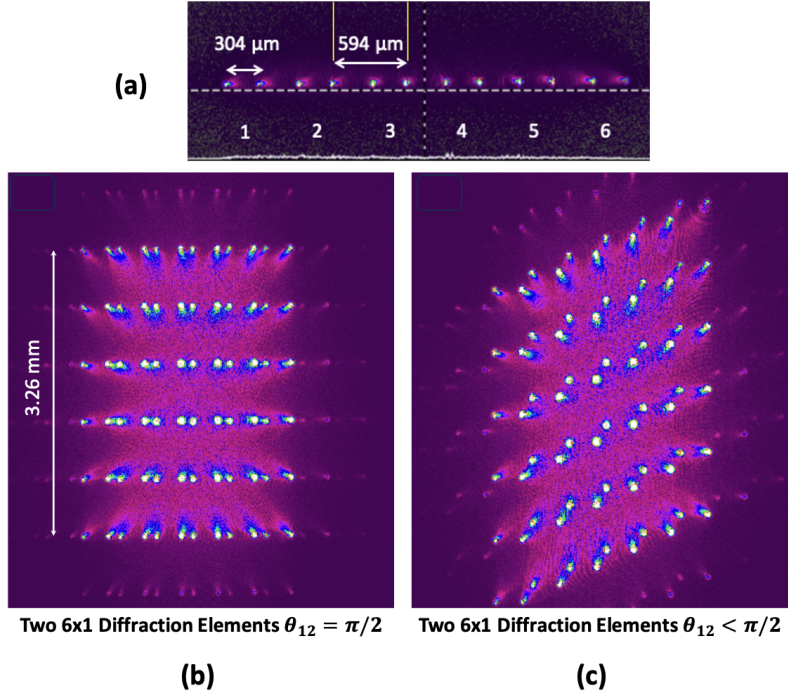 304 µm
594 µm
(a)
1 2 3 4 5 6
3.26 mm
Two 6x1 Diffraction Elements θ₁₂ = π/2
Two 6x1 Diffraction Elements θ₁₂ < π/2
(b)
(c)